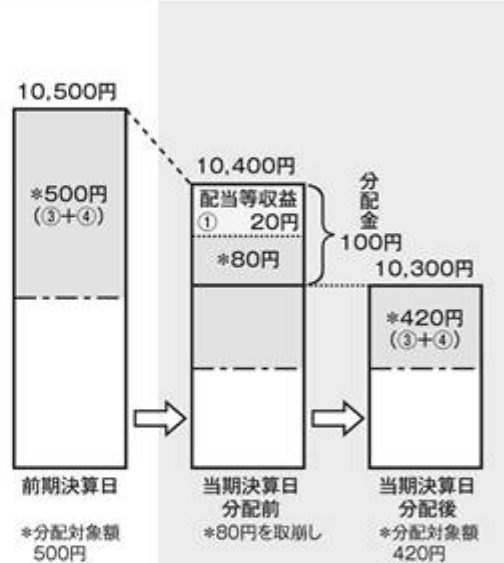 10,500円
*500円
(③+④)
前期決算日
*分配対象額
500円
10,400円
配当等収益
① 20円
*80円
分配金
100円
当期決算日
分配前
*80円を取崩し
10,300円
*420円
(③+④)
当期決算日
分配後
*分配対象額
420円